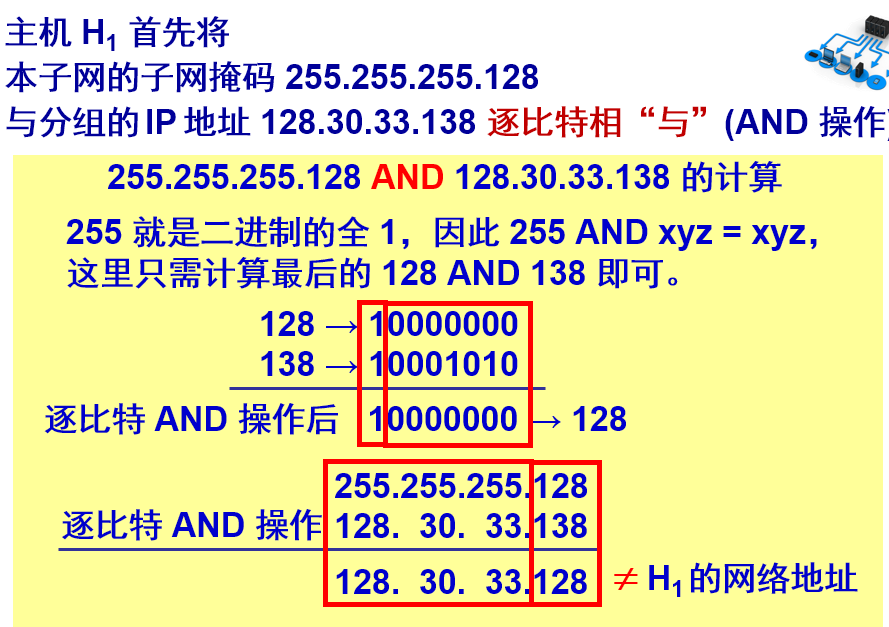 主机 H1 首先将
本子网的子网掩码 255.255.255.128
与分组的 IP 地址 128.30.33.138 逐比特相“与”(AND 操作)
255.255.255.128 AND 128.30.33.138 的计算
255 就是二进制的全 1，因此 255 AND xyz = xyz，
这里只需计算最后的 128 AND 138 即可。
128 → 10000000
138 → 10001010
逐比特 AND 操作后 10000000 → 128
255.255.255.128
逐比特 AND 操作 128. 30. 33.138
128. 30. 33.128 ≠ H1 的网络地址